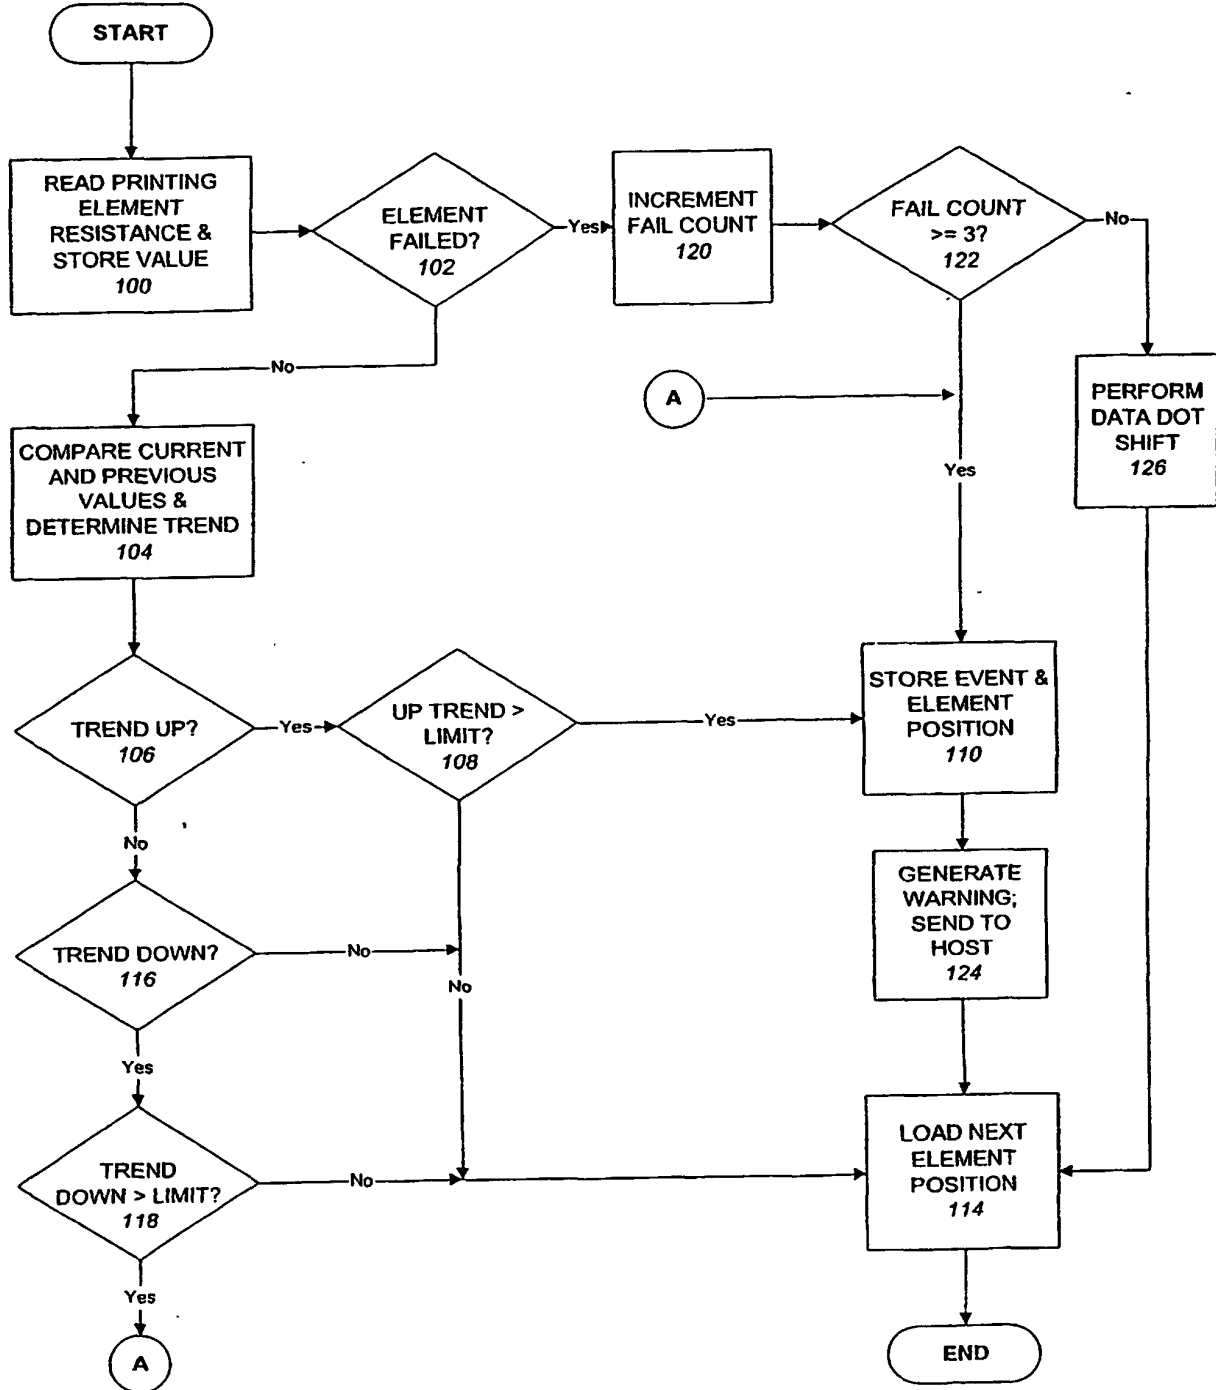 START
READ PRINTING
ELEMENT
RESISTANCE &
STORE VALUE
100
ELEMENT
FAILED?
102
Yes
INCREMENT
FAIL COUNT
120
FAIL COUNT
>= 3?
122
No
No
A
PERFORM
DATA DOT
SHIFT
126
COMPARE CURRENT
AND PREVIOUS
VALUES &
DETERMINE TREND
104
Yes
TREND UP?
106
Yes
UP TREND >
LIMIT?
108
Yes
STORE EVENT &
ELEMENT
POSITION
110
No
GENERATE
WARNING;
SEND TO
HOST
124
TREND DOWN?
116
No
No
Yes
TREND
DOWN > LIMIT?
118
No
LOAD NEXT
ELEMENT
POSITION
114
Yes
A
END